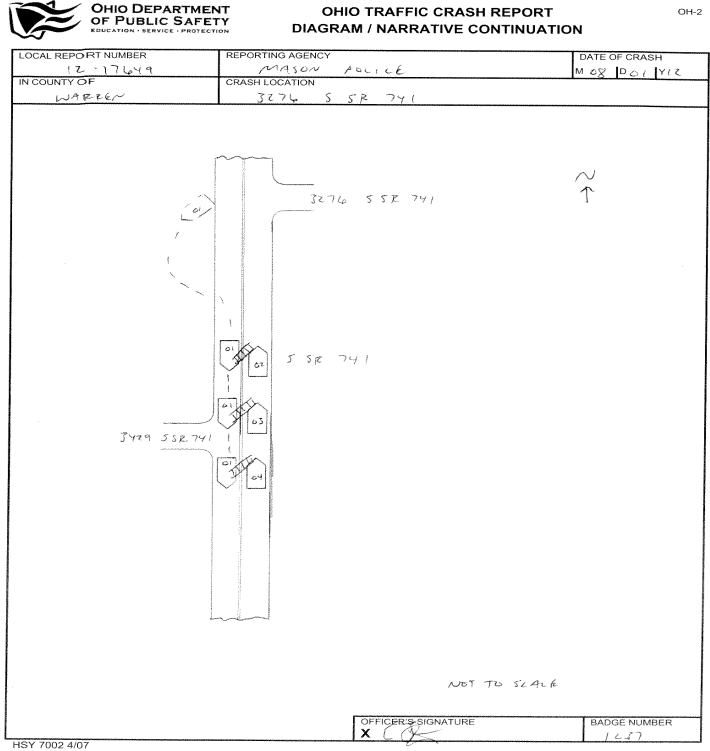 OHIO DEPARTMENT
OF PUBLIC SAFETY
EDUCATION • SERVICE • PROTECTION
OHIO TRAFFIC CRASH REPORT
DIAGRAM / NARRATIVE CONTINUATION
OH-2
LOCAL REPORT NUMBER
12-17649
REPORTING AGENCY
MASON POLICE
DATE OF CRASH
M 08 D 01 Y12
IN COUNTY OF
WARREN
CRASH LOCATION
3276 S SR 741
N
01
3276 S SR 741
01
02
S SR 741
01
03
3429 S SR 741
01
04
NOT TO SCALE
OFFICER'S SIGNATURE
X
BADGE NUMBER
HSY 7002 4/07